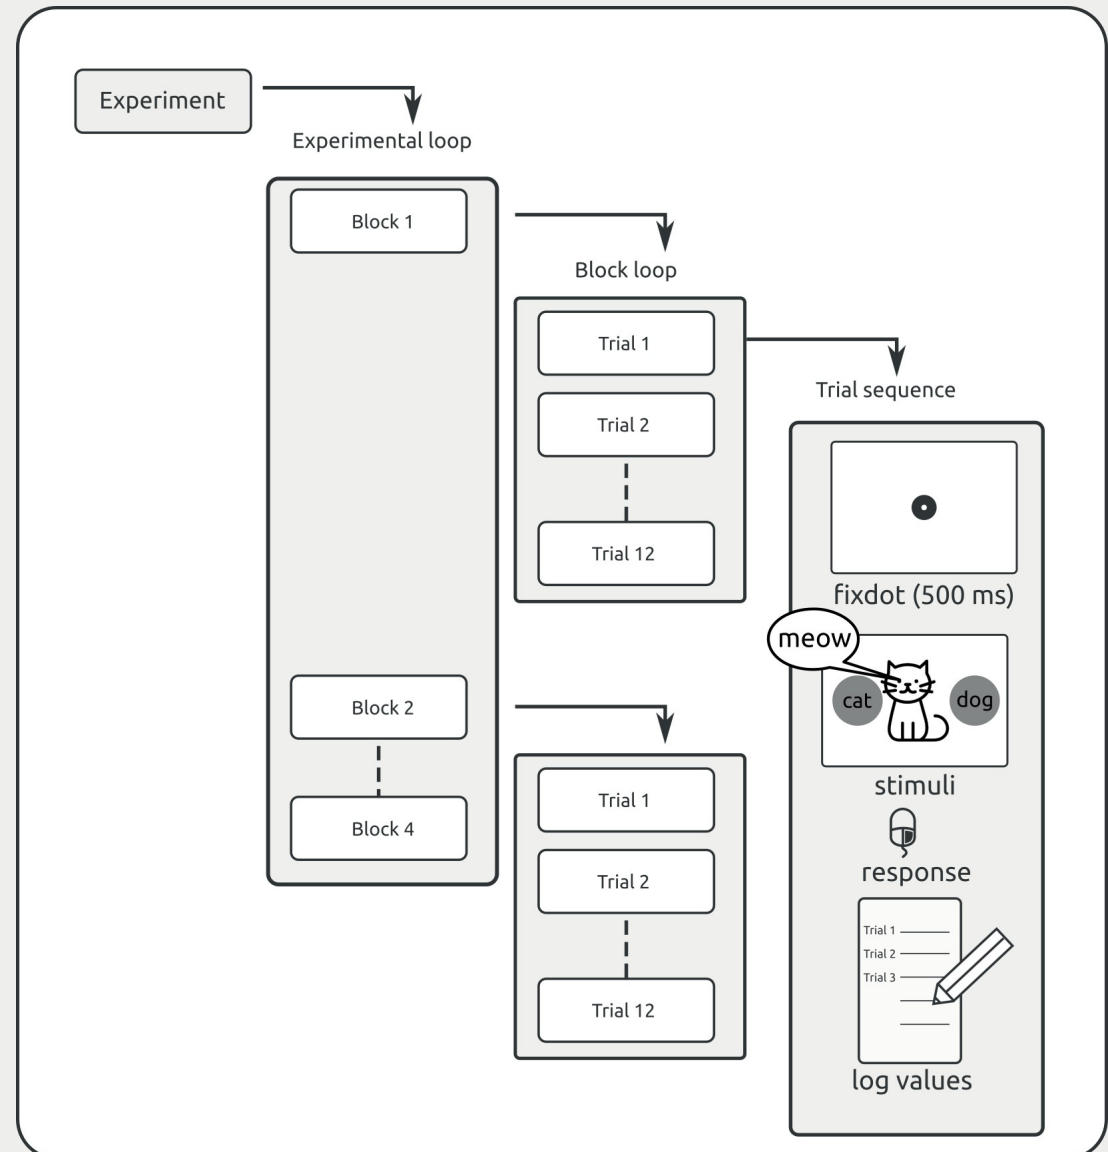 Experiment
Experimental loop
Block 1
Block loop
Trial 1
Trial 2
Trial 12
Trial sequence
fixdot (500 ms)
meow
cat
dog
stimuli
response
Trial 1
Trial 2
Trial 3
log values
Block 2
Block 4
Trial 1
Trial 2
Trial 12